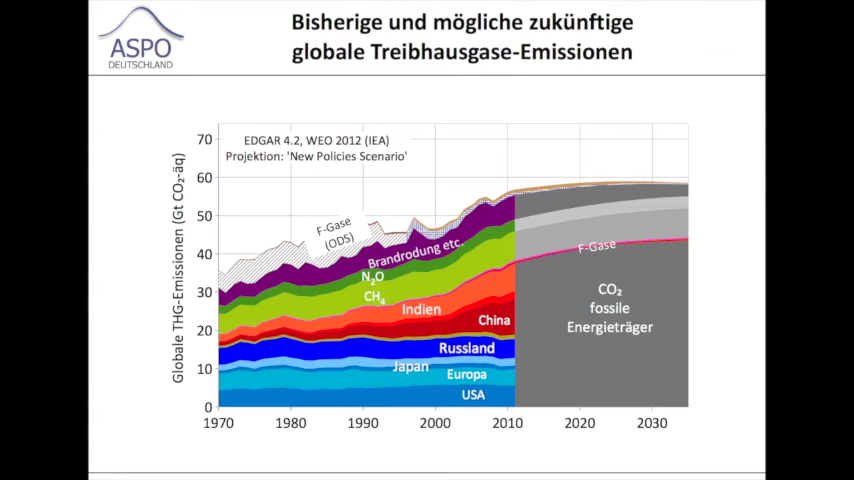 ASPO
DEUTSCHLAND
Bisherige und mögliche zukünftige
globale Treibhausgase-Emissionen
EDGAR 4.2, WEO 2012 (IEA)
Projektion: 'New Policies Scenario'
Globale THG-Emissionen (Gt CO₂-äq)
70
60
50
40
30
20
10
0
F-Gase
(ODS)
Brandrodung etc.
N₂O
CH₄
Indien
China
Russland
Japan
Europa
USA
F-Gase
CO₂
fossile
Energieträger
1970
1980
1990
2000
2010
2020
2030